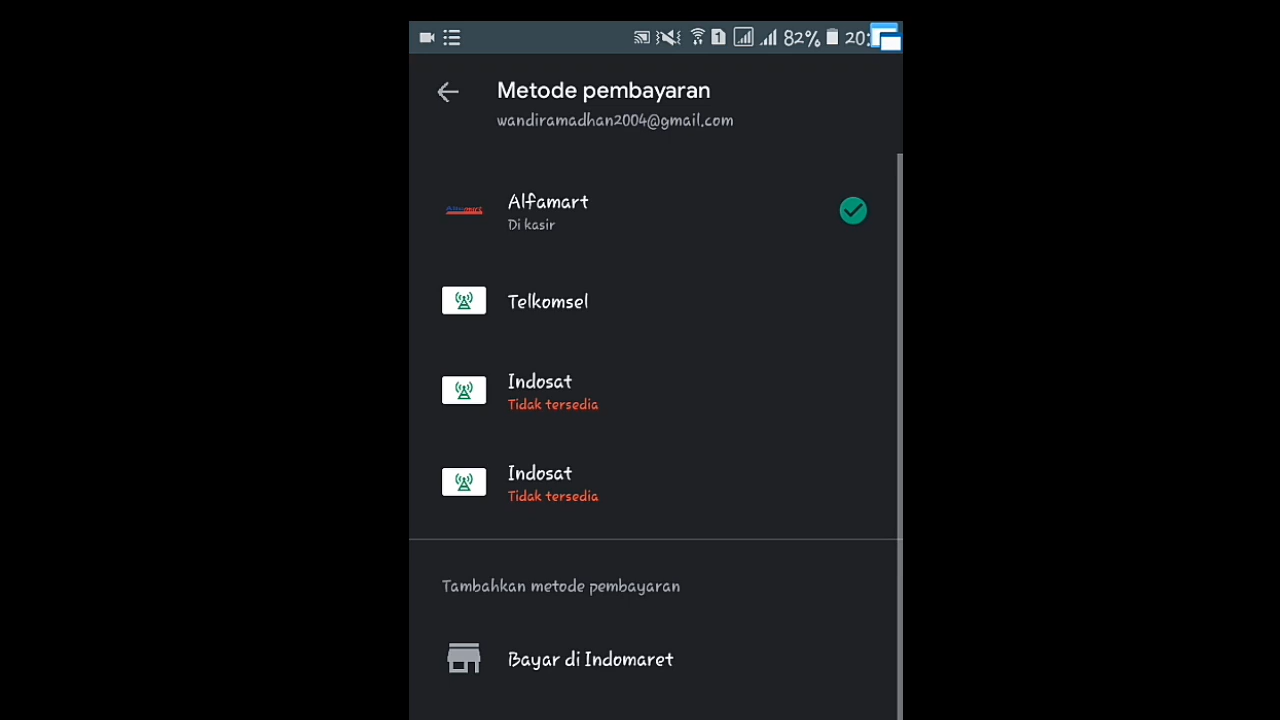 82% 20:
Metode pembayaran
wandiramadhan2004@gmail.com
Alfamart
Di kasir
Telkomsel
Indosat
Tidak tersedia
Indosat
Tidak tersedia
Tambahkan metode pembayaran
Bayar di Indomaret